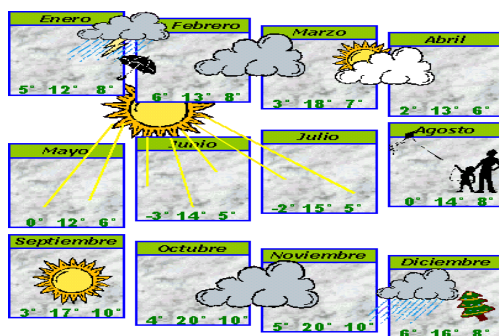 Enero
Febrero
Marzo
Abril
5° 12° 8°
6° 13° 8°
3° 18° 7°
2° 13° 6°
Mayo
Junio
Julio
Agosto
0° 12° 6°
-3° 14° 5°
-2° 15° 5°
0° 14° 8°
Septiembre
Octubre
Noviembre
Diciembre
3° 17° 10°
4° 20° 10°
5° 20° 10°
6° 16° 8°